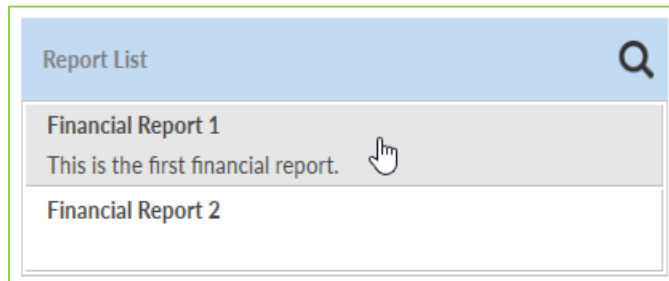 Report List
Financial Report 1
This is the first financial report.
Financial Report 2